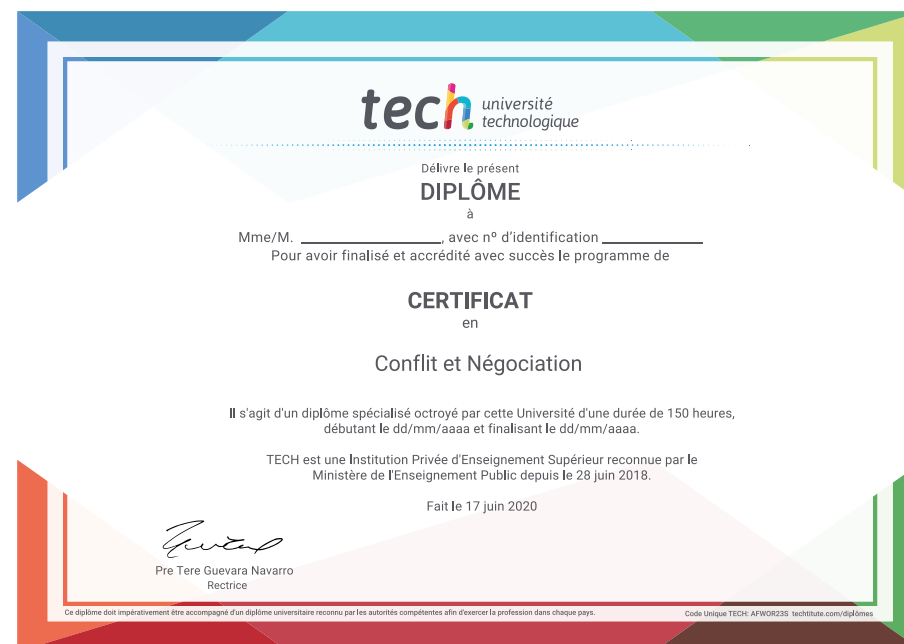 tech université
technologique
Délivre le présent
DIPLÔME
à
Mme/M. ____________________, avec nº d'identification ______________
Pour avoir finalisé et accrédité avec succès le programme de
CERTIFICAT
en
Conflit et Négociation
Il s'agit d'un diplôme spécialisé octroyé par cette Université d'une durée de 150 heures,
débutant le dd/mm/aaaa et finalisant le dd/mm/aaaa.
TECH est une Institution Privée d'Enseignement Supérieur reconnue par le
Ministère de l'Enseignement Public depuis le 28 juin 2018.
Fait le 17 juin 2020
Pre Tere Guevara Navarro
Rectrice
Ce diplôme doit impérativement être accompagné d'un diplôme universitaire reconnu par les autorités compétentes afin d'exercer la profession dans chaque pays. Code Unique TECH: AFWOR23S techtitute.com/diplômes